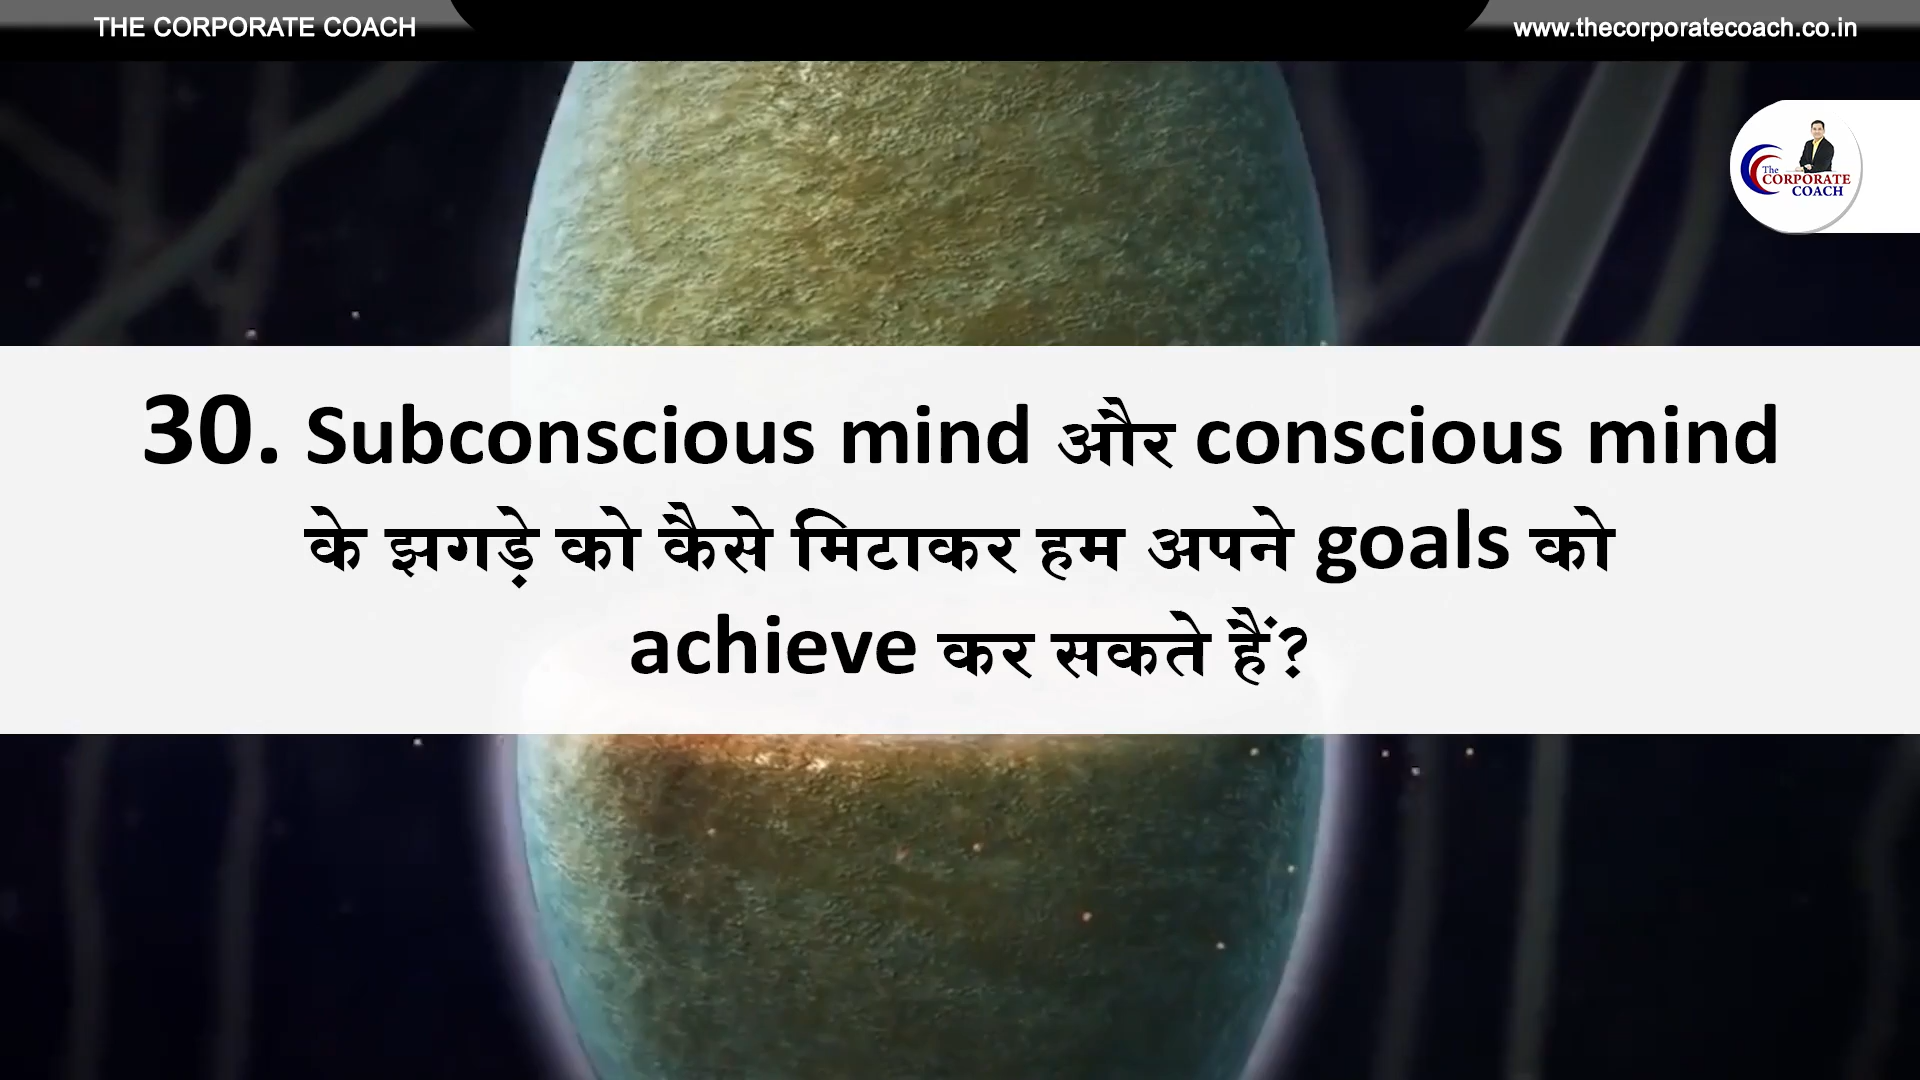 THE CORPORATE COACH
www.thecorporatecoach.co.in
The
CORPORATE
COACH
30. Subconscious mind और conscious mind
के झगड़े को कैसे मिटाकर हम अपने goals को
achieve कर सकते हैं?